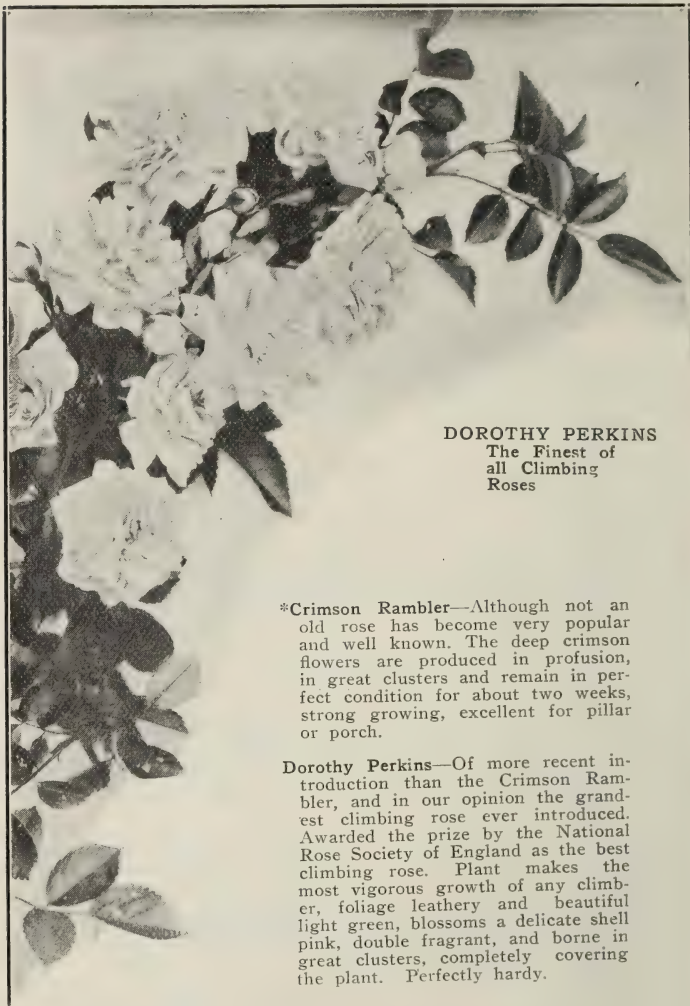 DOROTHY PERKINS
The Finest of
all Climbing
Roses
*Crimson Rambler—Although not an
old rose has become very popular
and well known. The deep crimson
flowers are produced in profusion,
in great clusters and remain in per-
fect condition for about two weeks,
strong growing, excellent for pillar
or porch.
Dorothy Perkins—Of more recent in-
troduction than the Crimson Ram-
bler, and in our opinion the grand-
est climbing rose ever introduced.
Awarded the prize by the National
Rose Society of England as the best
climbing rose. Plant makes the
most vigorous growth of any climb-
er, foliage leathery and beautiful
light green, blossoms a delicate shell
pink, double fragrant, and borne in
great clusters, completely covering
the plant. Perfectly hardy.